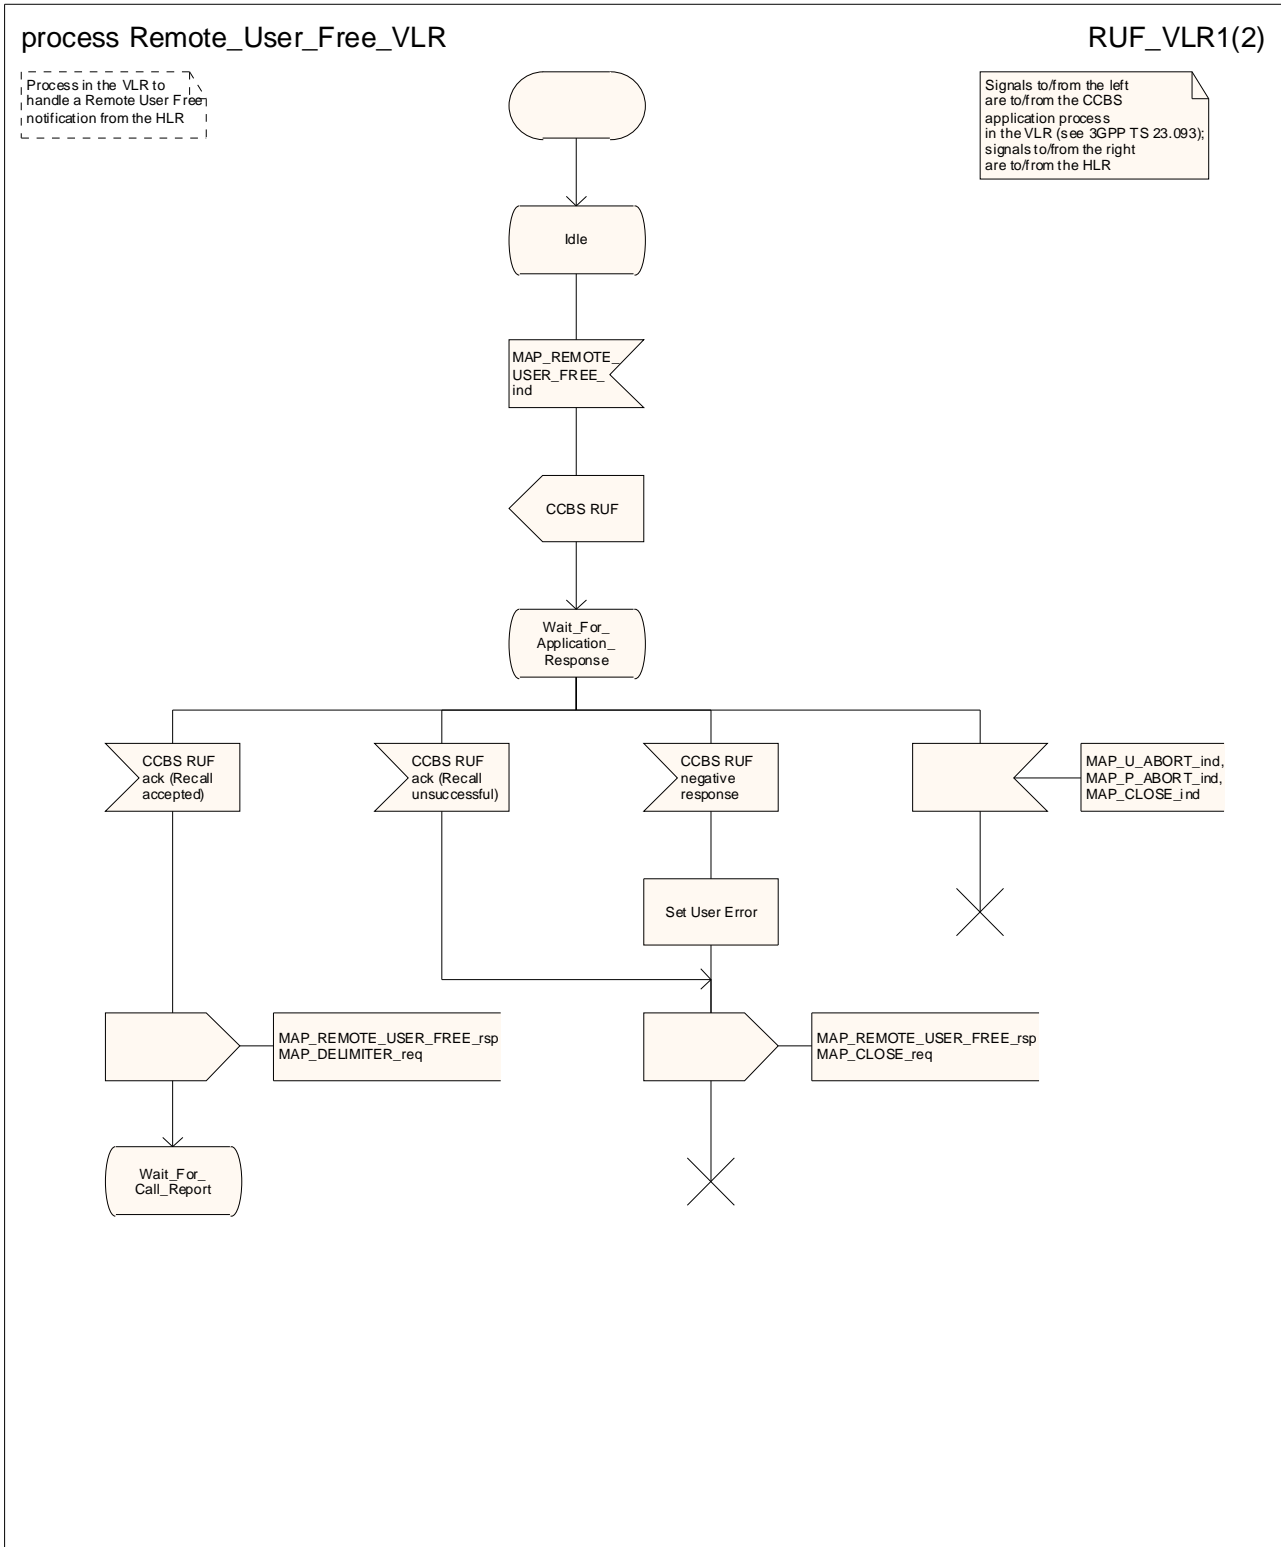 process Remote_User_Free_VLR
RUF_VLR1(2)
Process in the VLR to
handle a Remote User Free
notification from the HLR
Signals to/from the left
are to/from the CCBS
application process
in the VLR (see 3GPP TS 23.093);
signals to/from the right
are to/from the HLR
Idle
MAP_REMOTE_
USER_FREE_
ind
CCBS RUF
Wait_For_
Application_
Response
CCBS RUF
ack (Recall
accepted)
CCBS RUF
ack (Recall
unsuccessful)
CCBS RUF
negative
response
MAP_U_ABORT_ind,
MAP_P_ABORT_ind,
MAP_CLOSE_ind
Set User Error
MAP_REMOTE_USER_FREE_rsp
MAP_DELIMITER_req
MAP_REMOTE_USER_FREE_rsp
MAP_CLOSE_req
Wait_For_
Call_Report